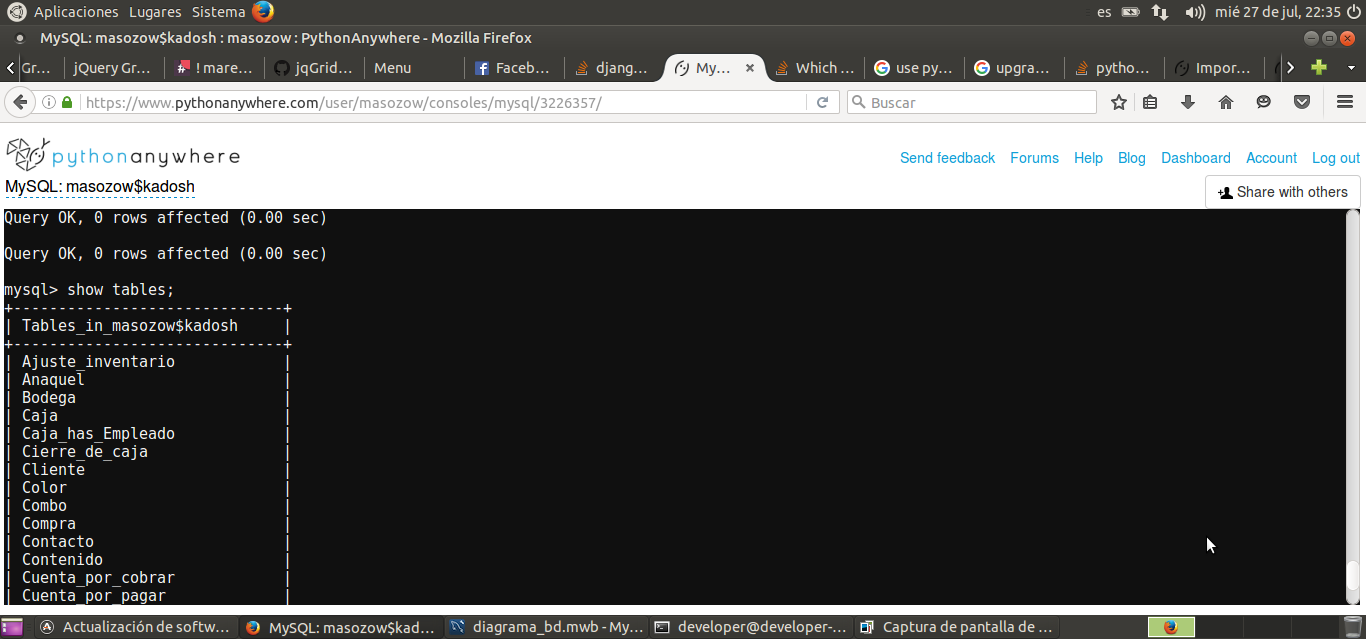 Aplicaciones Lugares Sistema es mié 27 de jul, 22:35
MySQL: masozow$kadosh : masozow : PythonAnywhere - Mozilla Firefox
Gr... jQuery Gr... ! mare... jqGrid... Menu Faceb... djang... My... Which ... use py... upgra... pytho... Impor...
https://www.pythonanywhere.com/user/masozow/consoles/mysql/3226357/ Buscar
pythonanywhere
Send feedback Forums Help Blog Dashboard Account Log out
MySQL: masozow$kadosh
Share with others
Query OK, 0 rows affected (0.00 sec)
Query OK, 0 rows affected (0.00 sec)
mysql> show tables;
+------------------------------+
| Tables_in_masozow$kadosh |
+------------------------------+
| Ajuste_inventario |
| Anaquel |
| Bodega |
| Caja |
| Caja_has_Empleado |
| Cierre_de_caja |
| Cliente |
| Color |
| Combo |
| Compra |
| Contacto |
| Contenido |
| Cuenta_por_cobrar |
| Cuenta_por_pagar |
Actualización de softw... MySQL: masozow$kad... diagrama_bd.mwb - My... developer@developer-... Captura de pantalla de ...